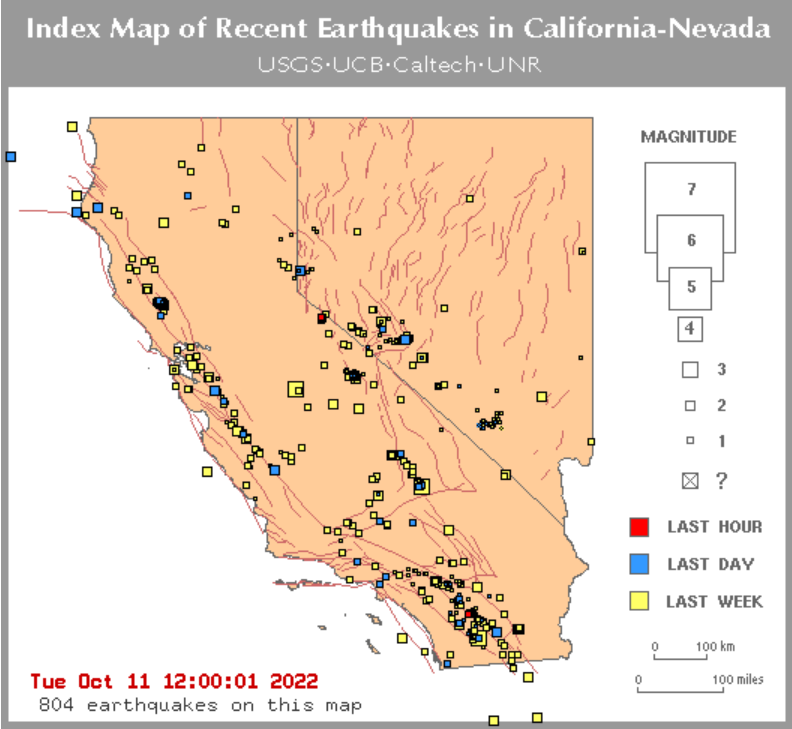 Index Map of Recent Earthquakes in California-Nevada
USGS·UCB·Caltech·UNR
MAGNITUDE
7
6
5
4
3
2
1
?
LAST HOUR
LAST DAY
LAST WEEK
0 100 km
0 100 miles
Tue Oct 11 12:00:01 2022
804 earthquakes on this map